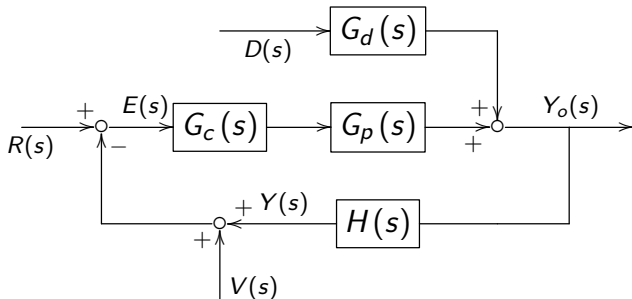 G_d(s)
D(s)
+ E(s) + Y_o(s)
G_c(s) G_p(s)
R(s) − +
+ Y(s)
H(s)
+
V(s)